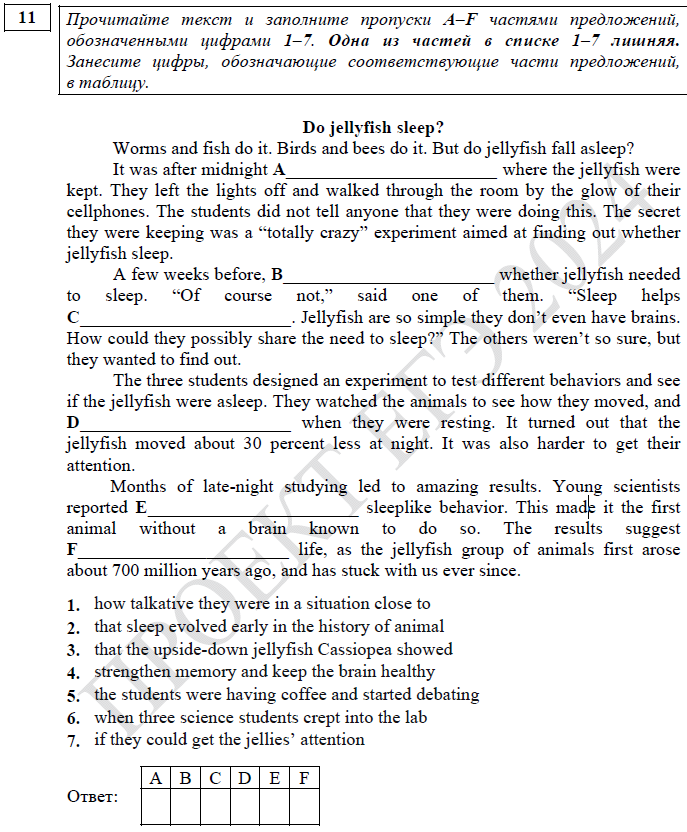 11
Прочитайте текст и заполните пропуски A–F частями предложений,
обозначенными цифрами 1–7. Одна из частей в списке 1–7 лишняя.
Занесите цифры, обозначающие соответствующие части предложений,
в таблицу.
Do jellyfish sleep?
Worms and fish do it. Birds and bees do it. But do jellyfish fall asleep?
It was after midnight A______________________ where the jellyfish were
kept. They left the lights off and walked through the room by the glow of their
cellphones. The students did not tell anyone that they were doing this. The secret
they were keeping was a “totally crazy” experiment aimed at finding out whether
jellyfish sleep.
A few weeks before, B______________________ whether jellyfish needed
to sleep. “Of course not,” said one of them. “Sleep helps
C______________________. Jellyfish are so simple they don’t even have brains.
How could they possibly share the need to sleep?” The others weren’t so sure, but
they wanted to find out.
The three students designed an experiment to test different behaviors and see
if the jellyfish were asleep. They watched the animals to see how they moved, and
D______________________ when they were resting. It turned out that the
jellyfish moved about 30 percent less at night. It was also harder to get their
attention.
Months of late-night studying led to amazing results. Young scientists
reported E______________________ sleeplike behavior. This made it the first
animal without a brain known to do so. The results suggest
F______________________ life, as the jellyfish group of animals first arose
about 700 million years ago, and has stuck with us ever since.
1. how talkative they were in a situation close to
2. that sleep evolved early in the history of animal
3. that the upside-down jellyfish Cassiopea showed
4. strengthen memory and keep the brain healthy
5. the students were having coffee and started debating
6. when three science students crept into the lab
7. if they could get the jellies’ attention
A B C D E F
Ответ:
ПРОЕКТ ЕГЭ 2024